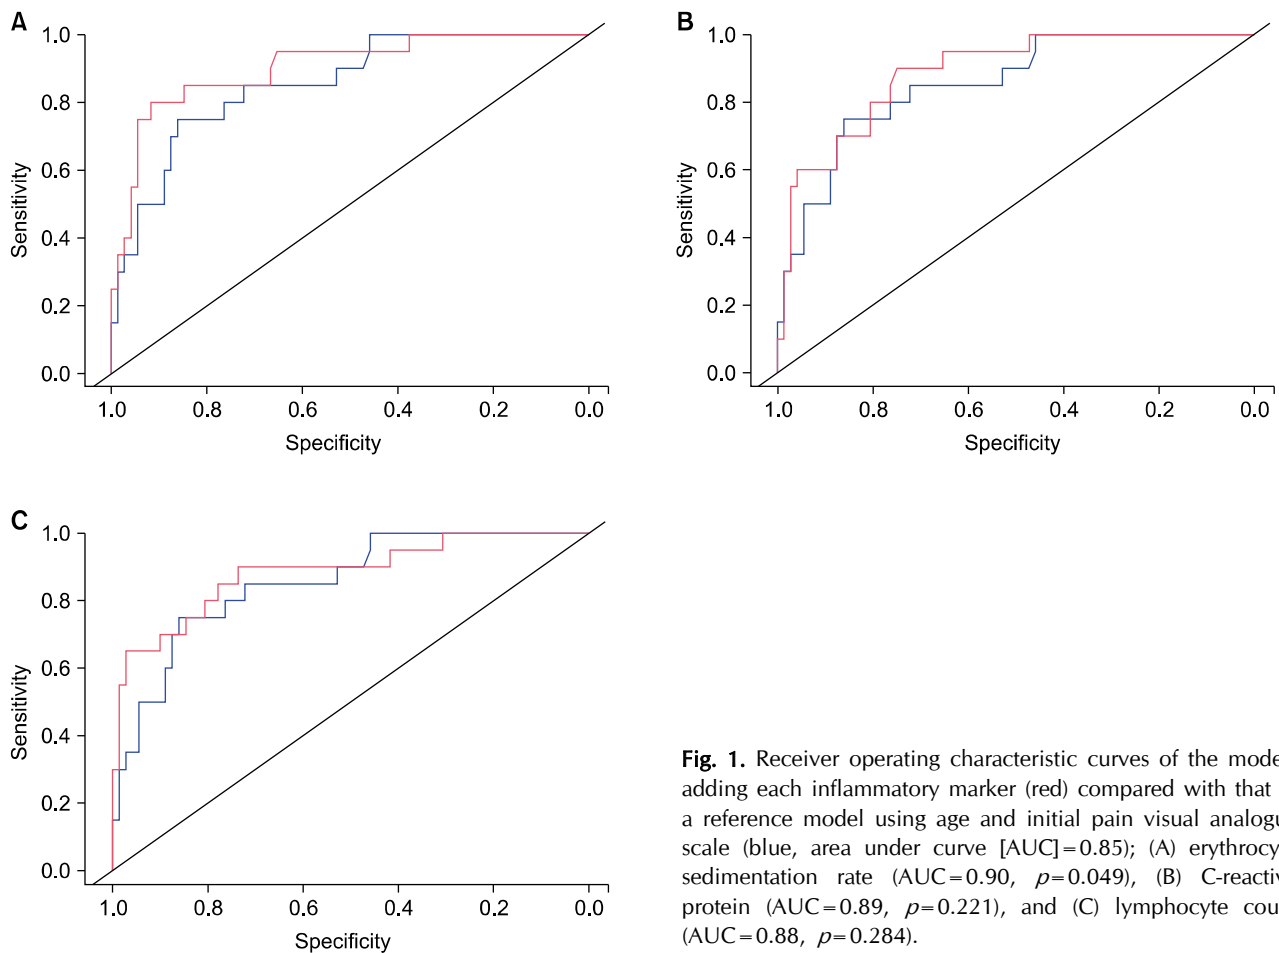 A
1.0
0.8
0.6
0.4
0.2
0.0
Sensitivity
1.0 0.8 0.6 0.4 0.2 0.0
Specificity
B
1.0
0.8
0.6
0.4
0.2
0.0
Sensitivity
1.0 0.8 0.6 0.4 0.2 0.0
Specificity
C
1.0
0.8
0.6
0.4
0.2
0.0
Sensitivity
1.0 0.8 0.6 0.4 0.2 0.0
Specificity
Fig. 1. Receiver operating characteristic curves of the mode
adding each inflammatory marker (red) compared with that
a reference model using age and initial pain visual analogu
scale (blue, area under curve [AUC]=0.85); (A) erythrocy
sedimentation rate (AUC=0.90, p=0.049), (B) C-reactiv
protein (AUC=0.89, p=0.221), and (C) lymphocyte cou
(AUC=0.88, p=0.284).